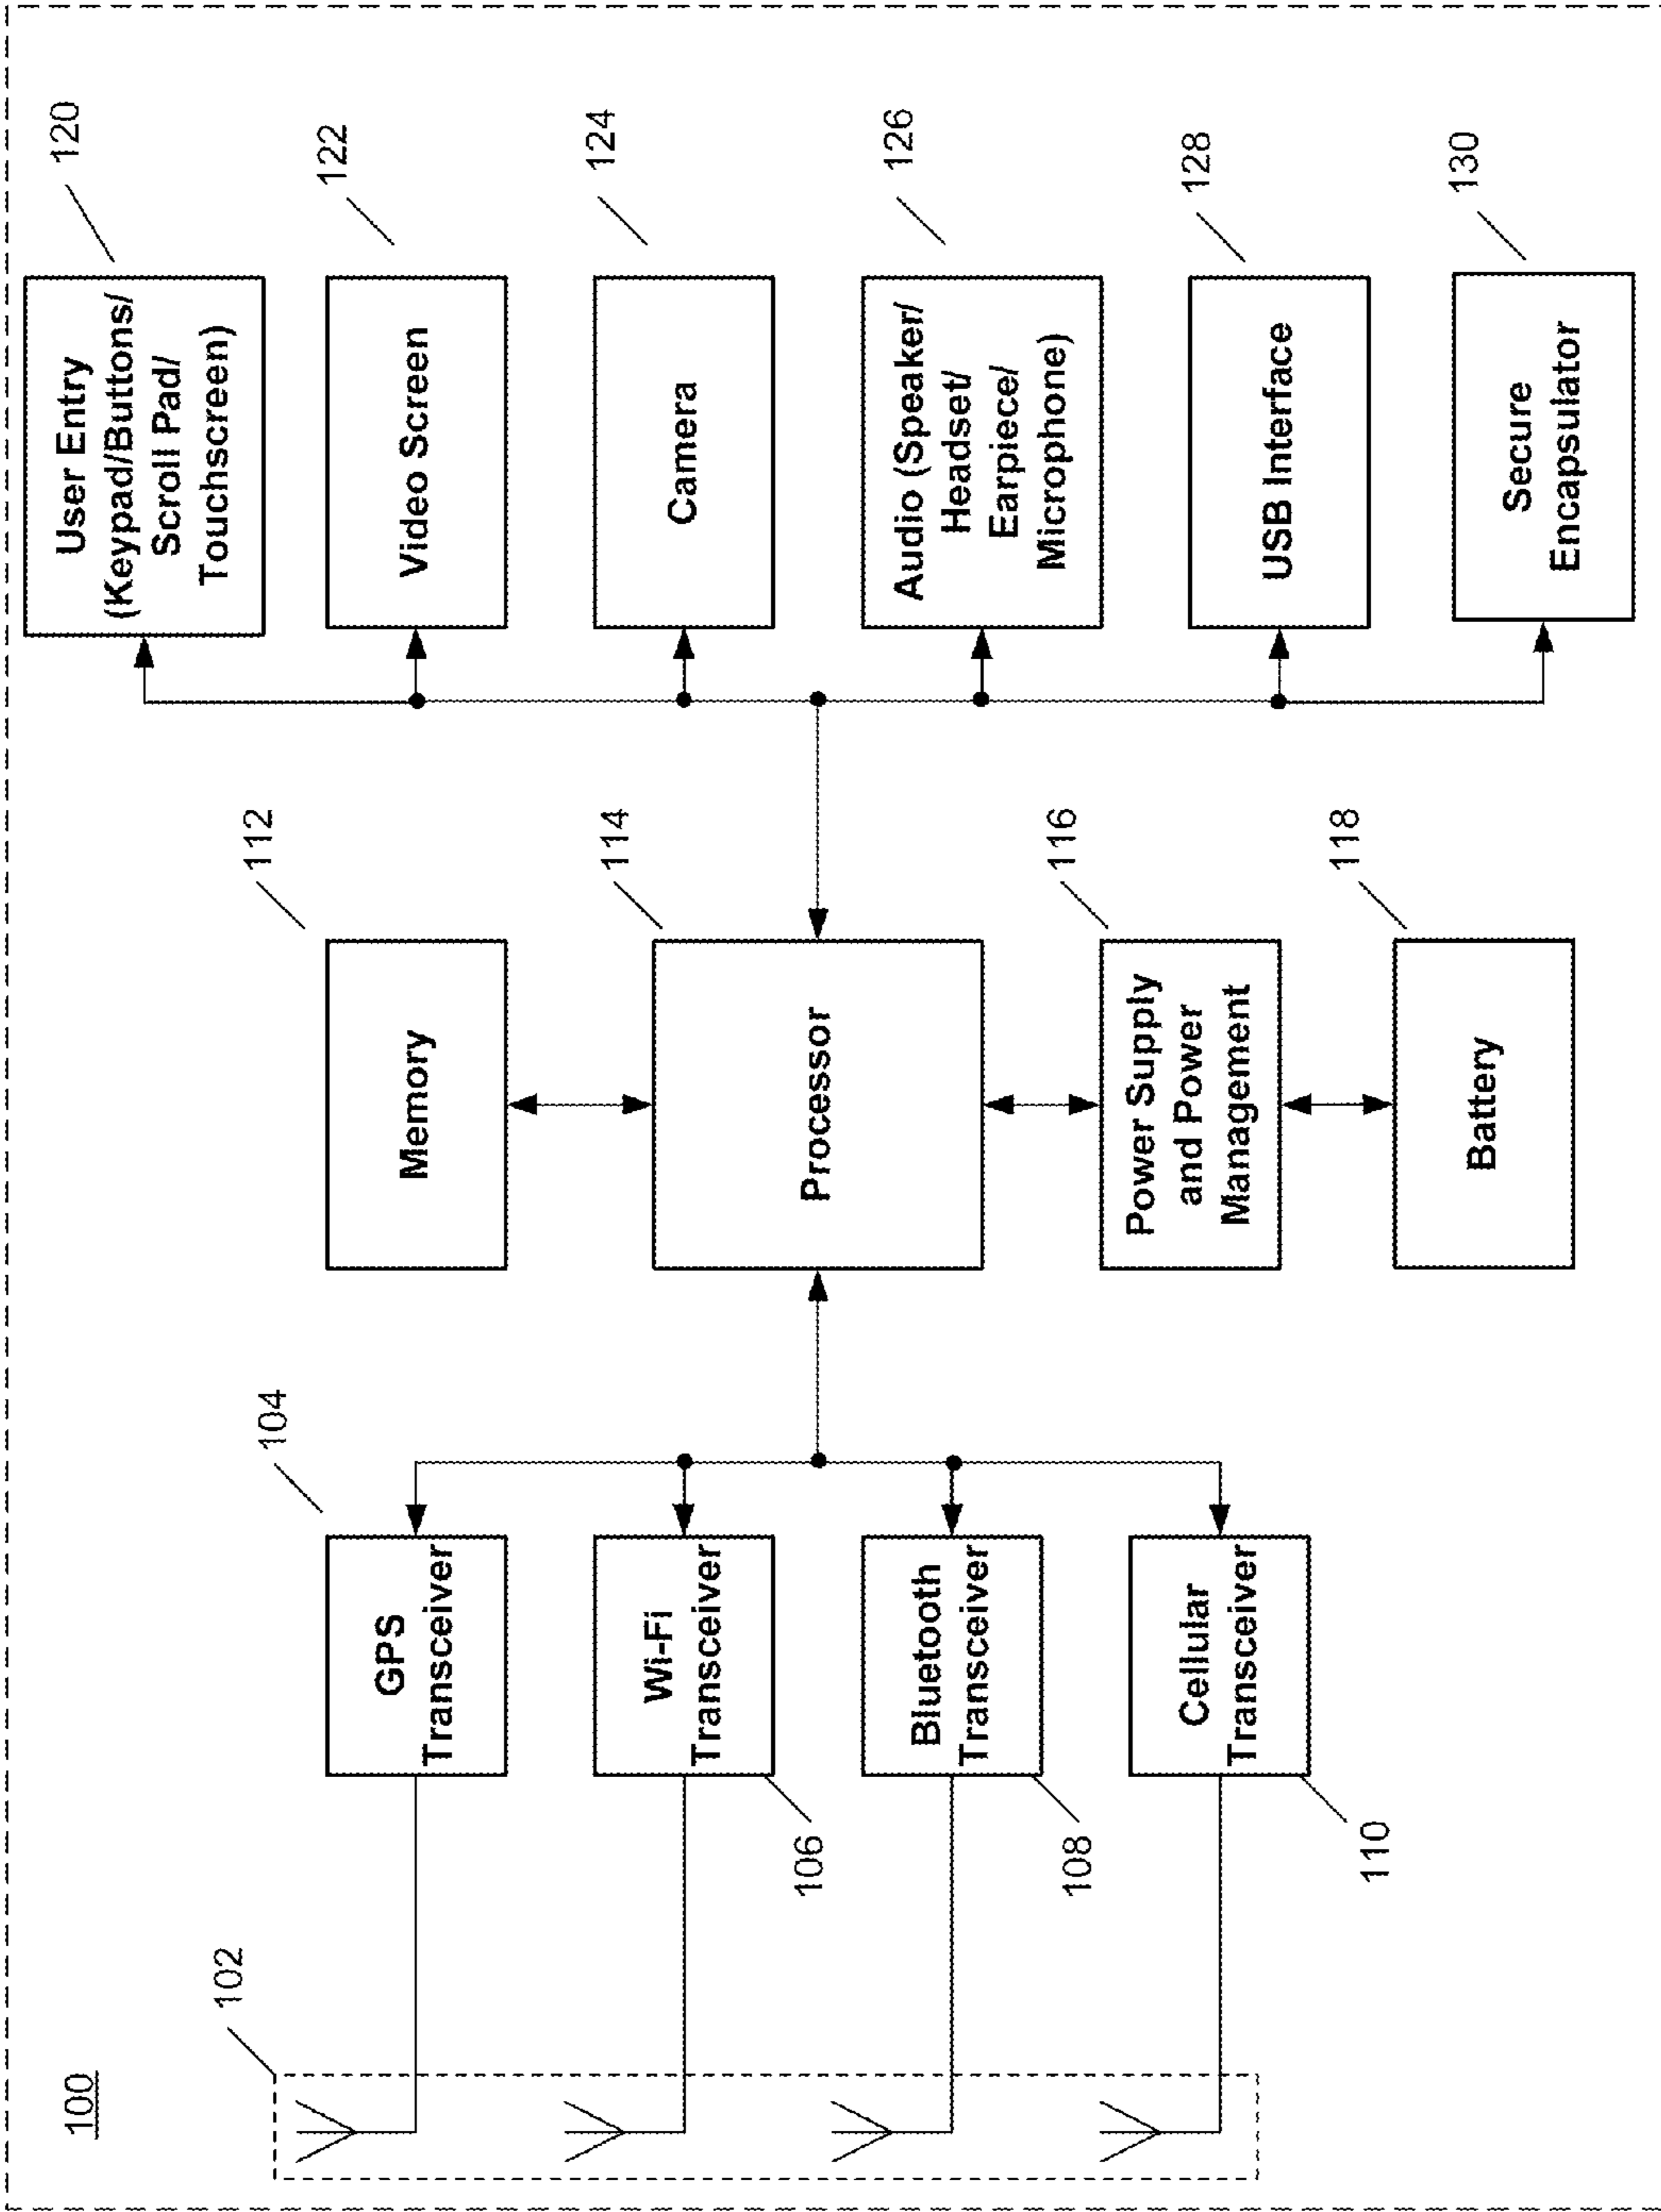 100
102
GPS
Transceiver
104
Wi-Fi
Transceiver
106
Bluetooth
Transceiver
108
Cellular
Transceiver
110
Memory
112
Processor
114
Power Supply
and Power
Management
116
Battery
118
User Entry
(Keypad/Buttons/
Scroll Pad/
Touchscreen)
120
Video Screen
122
Camera
124
Audio (Speaker/
Headset/
Earpiece/
Microphone)
126
USB Interface
128
Secure
Encapsulator
130